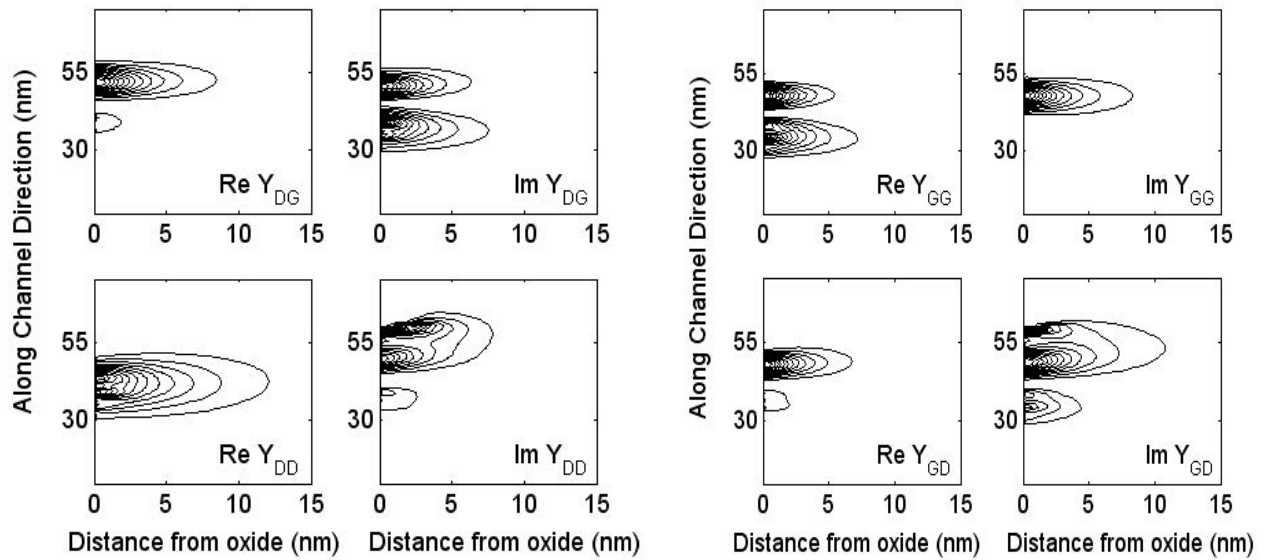 Along Channel Direction (nm)
55
30
Re Y_DG
0 5 10 15
55
30
Im Y_DG
0 5 10 15
55
30
Re Y_DD
0 5 10 15
Distance from oxide (nm)
55
30
Im Y_DD
0 5 10 15
Distance from oxide (nm)
Along Channel Direction (nm)
55
30
Re Y_GG
0 5 10 15
55
30
Im Y_GG
0 5 10 15
55
30
Re Y_GD
0 5 10 15
Distance from oxide (nm)
55
30
Im Y_GD
0 5 10 15
Distance from oxide (nm)